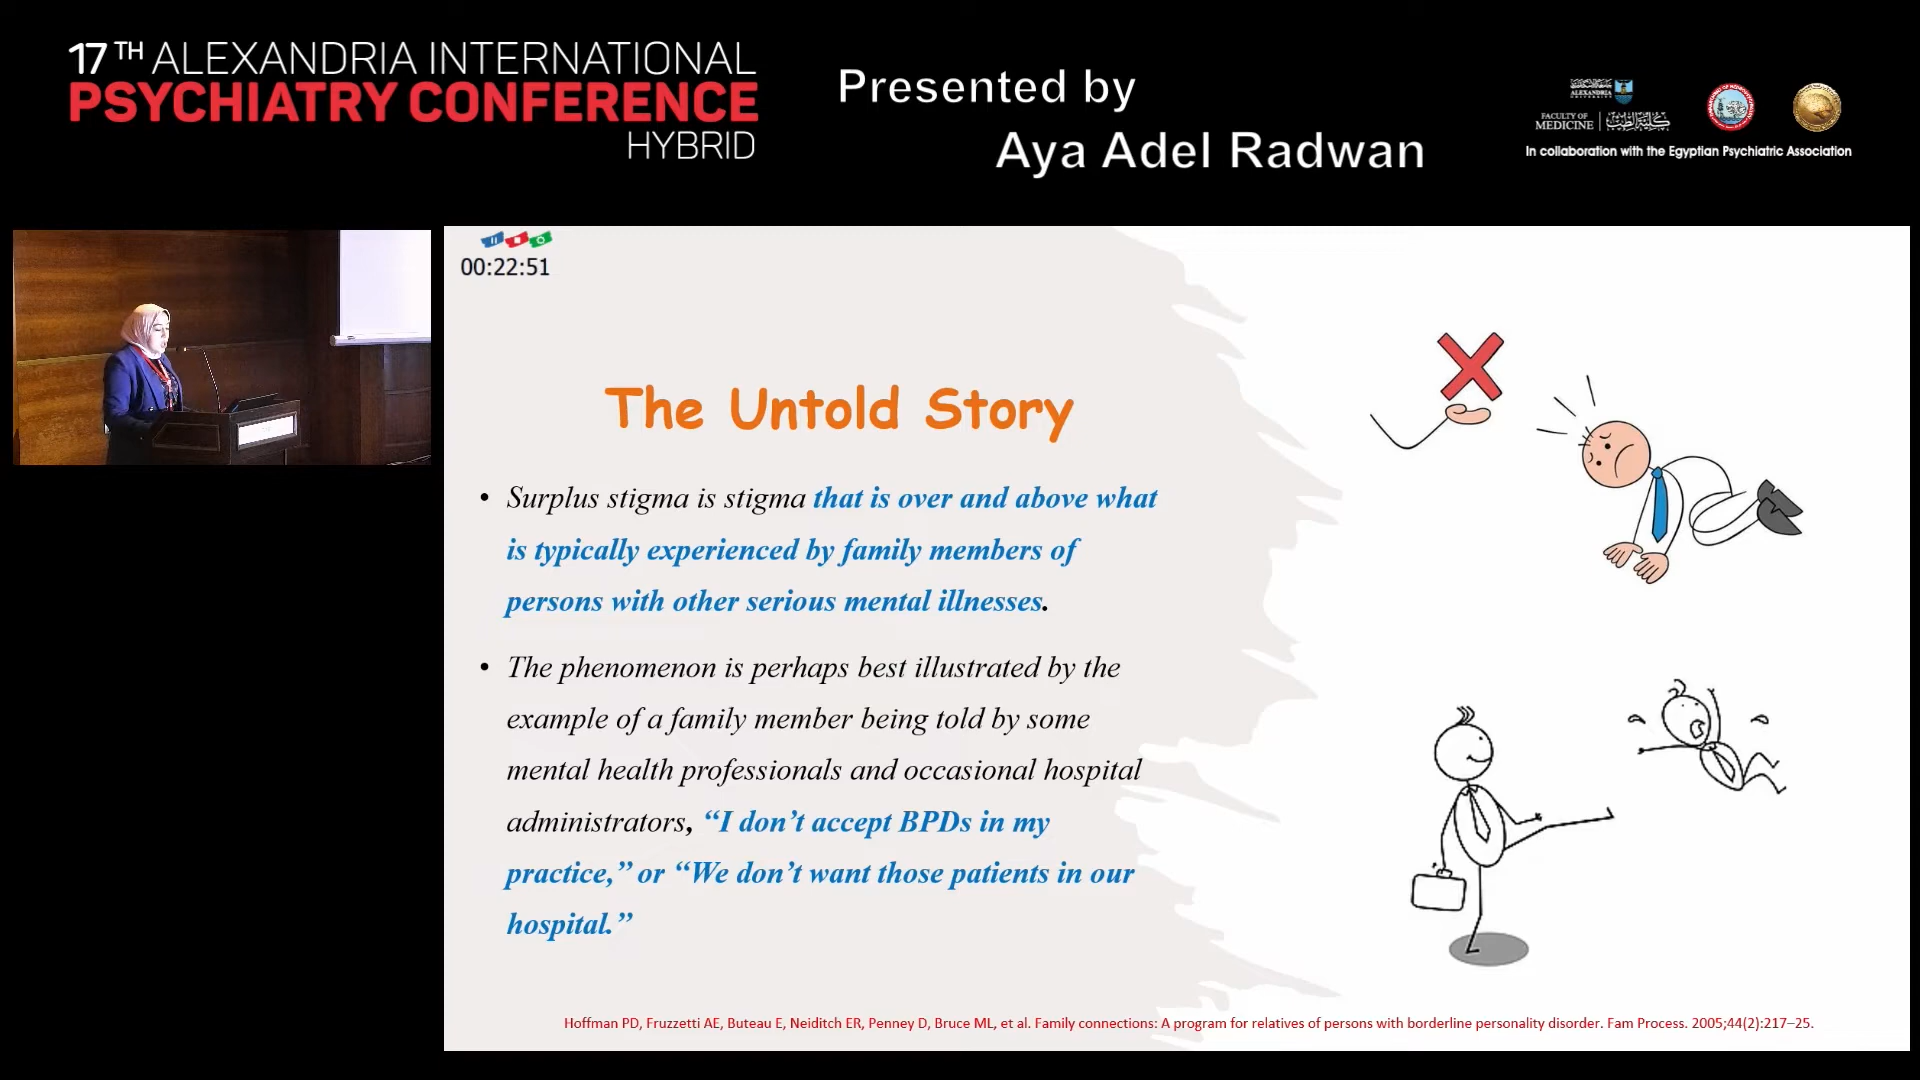 17TH ALEXANDRIA INTERNATIONAL
PSYCHIATRY CONFERENCE
HYBRID
Presented by
Aya Adel Radwan
ALEXANDRIA
FACULTY OF
MEDICINE
كلية الطب
In collaboration with the Egyptian Psychiatric Association
00:22:51
The Untold Story
• Surplus stigma is stigma that is over and above what
is typically experienced by family members of
persons with other serious mental illnesses.
• The phenomenon is perhaps best illustrated by the
example of a family member being told by some
mental health professionals and occasional hospital
administrators, “I don’t accept BPDs in my
practice,” or “We don’t want those patients in our
hospital.”
Hoffman PD, Fruzzetti AE, Buteau E, Neiditch ER, Penney D, Bruce ML, et al. Family connections: A program for relatives of persons with borderline personality disorder. Fam Process. 2005;44(2):217–25.